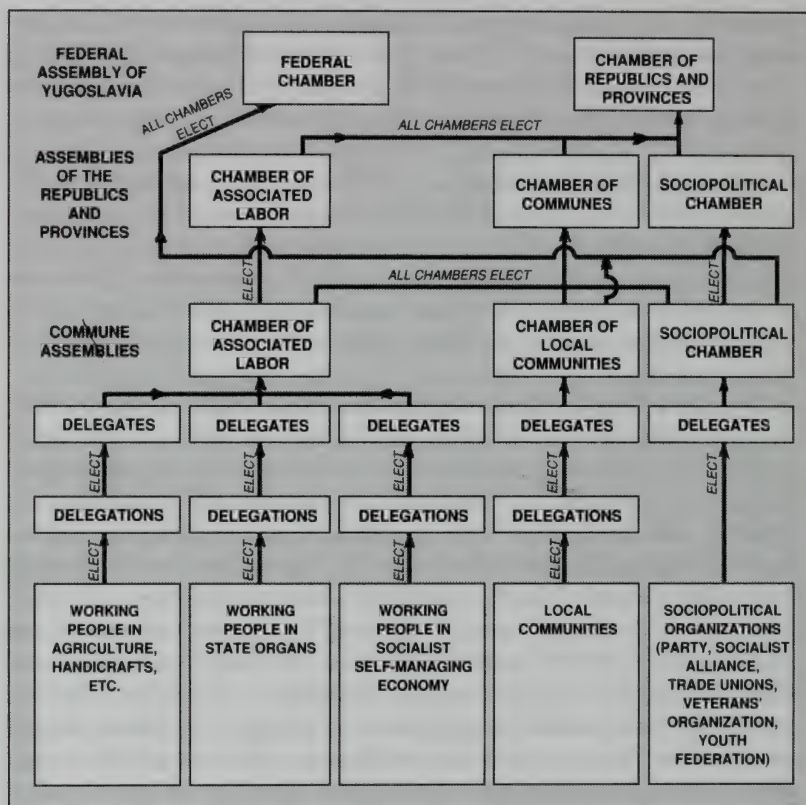 FEDERAL
ASSEMBLY OF
YUGOSLAVIA
FEDERAL
CHAMBER
CHAMBER OF
REPUBLICS AND
PROVINCES
ALL CHAMBERS
ELECT
ALL CHAMBERS ELECT
ASSEMBLIES
OF THE
REPUBLICS
AND
PROVINCES
CHAMBER OF
ASSOCIATED
LABOR
CHAMBER OF
COMMUNES
SOCIOPOLITICAL
CHAMBER
ELECT
ALL CHAMBERS ELECT
ELECT
COMMUNE
ASSEMBLIES
CHAMBER OF
ASSOCIATED
LABOR
CHAMBER OF
LOCAL
COMMUNITIES
SOCIOPOLITICAL
CHAMBER
DELEGATES
DELEGATES
DELEGATES
DELEGATES
DELEGATES
ELECT
ELECT
ELECT
ELECT
ELECT
DELEGATIONS
DELEGATIONS
DELEGATIONS
DELEGATIONS
ELECT
ELECT
ELECT
ELECT
WORKING
PEOPLE IN
AGRICULTURE,
HANDICRAFTS,
ETC.
WORKING
PEOPLE IN
STATE ORGANS
WORKING
PEOPLE IN
SOCIALIST
SELF-MANAGING
ECONOMY
LOCAL
COMMUNITIES
SOCIOPOLITICAL
ORGANIZATIONS
(PARTY, SOCIALIST
ALLIANCE,
TRADE UNIONS,
VETERANS'
ORGANIZATION,
YOUTH
FEDERATION)